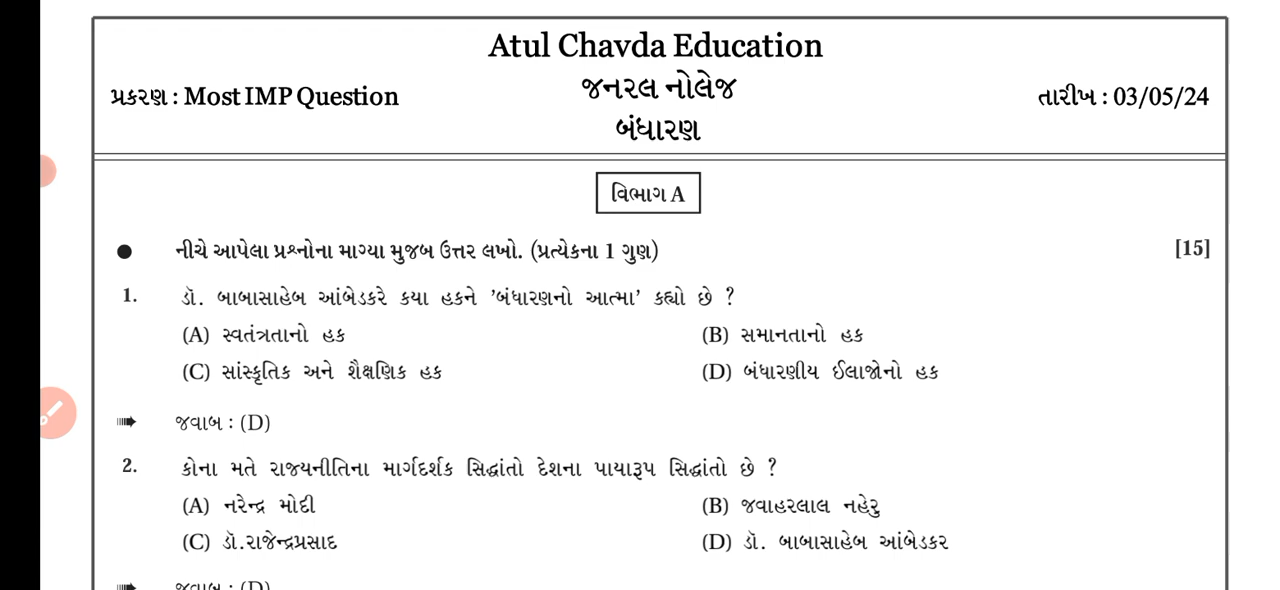 Atul Chavda Education
પ્રકરણ : Most IMP Question
જનરલ નોલેજ
તારીખ : 03/05/24
બંધારણ
વિભાગ A
● નીચે આપેલા પ્રશ્નોના માગ્યા મુજબ ઉત્તર લખો. (પ્રત્યેકના 1 ગુણ) [15]
1. ડૉ. બાબાસાહેબ આંબેડકરે કયા હકને 'બંધારણનો આત્મા' કહ્યો છે ?
(A) સ્વતંત્રતાનો હક (B) સમાનતાનો હક
(C) સાંસ્કૃતિક અને શૈક્ષણિક હક (D) બંધારણીય ઈલાજોનો હક
➠ જવાબ : (D)
2. કોના મતે રાજ્યનીતિના માર્ગદર્શક સિદ્ધાંતો દેશના પાયારૂપ સિદ્ધાંતો છે ?
(A) નરેન્દ્ર મોદી (B) જવાહરલાલ નહેરુ
(C) ડૉ.રાજેન્દ્રપ્રસાદ (D) ડૉ. બાબાસાહેબ આંબેડકર
➠ જવાબ : (D)